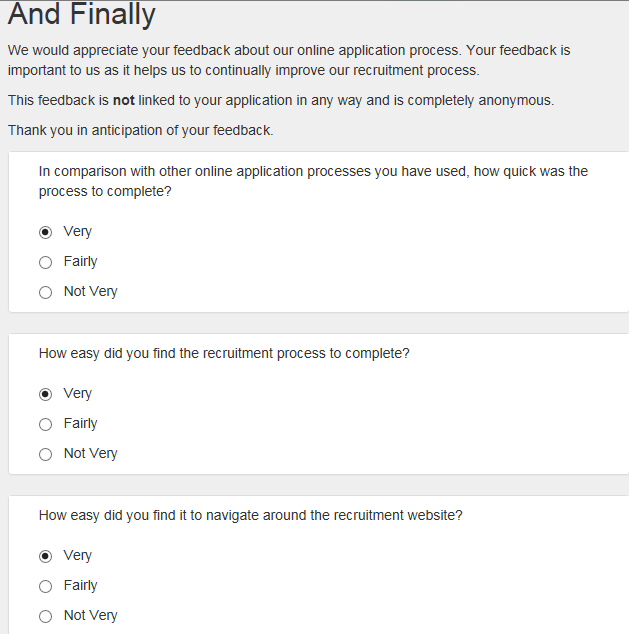 And Finally
We would appreciate your feedback about our online application process. Your feedback is
important to us as it helps us to continually improve our recruitment process.
This feedback is not linked to your application in any way and is completely anonymous.
Thank you in anticipation of your feedback.
In comparison with other online application processes you have used, how quick was the
process to complete?
Very
Fairly
Not Very
How easy did you find the recruitment process to complete?
Very
Fairly
Not Very
How easy did you find it to navigate around the recruitment website?
Very
Fairly
Not Very